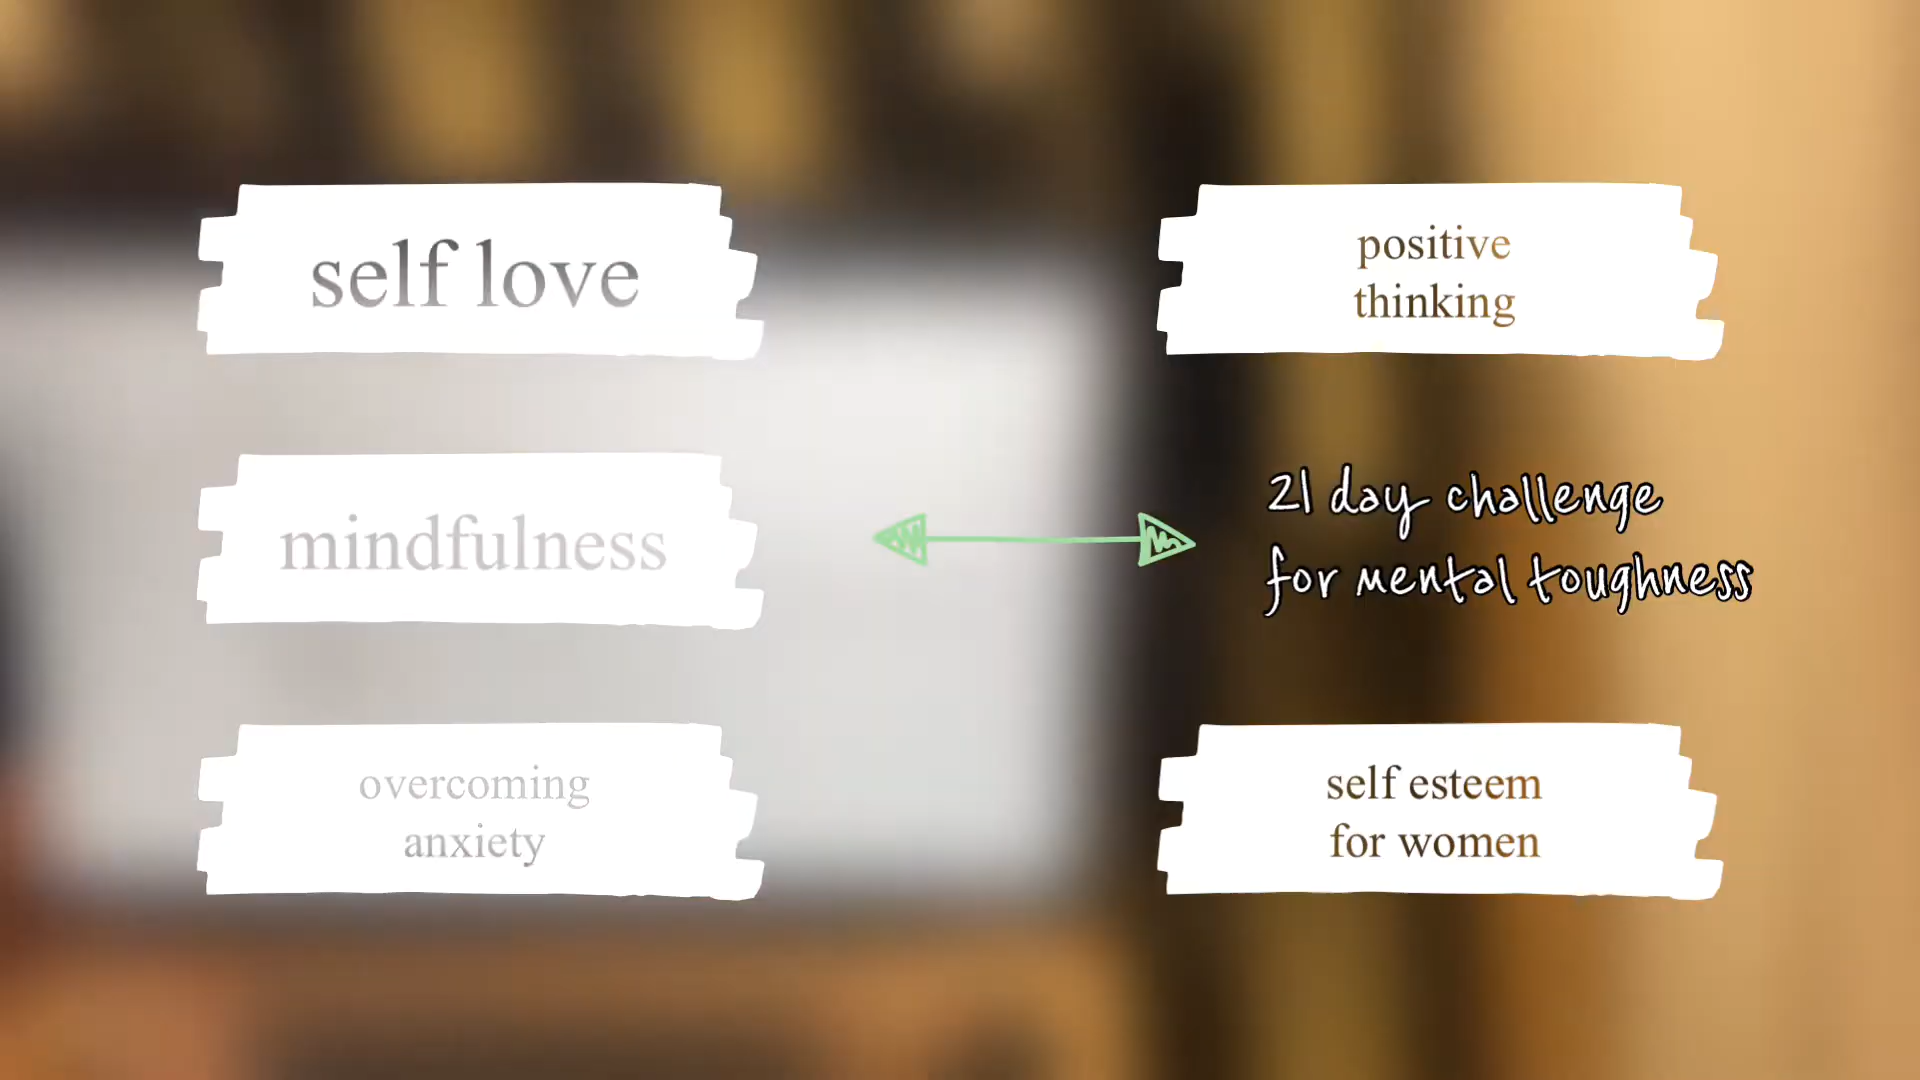 self love
mindfulness
overcoming
anxiety
positive
thinking
21 day challenge
for mental toughness
self esteem
for women